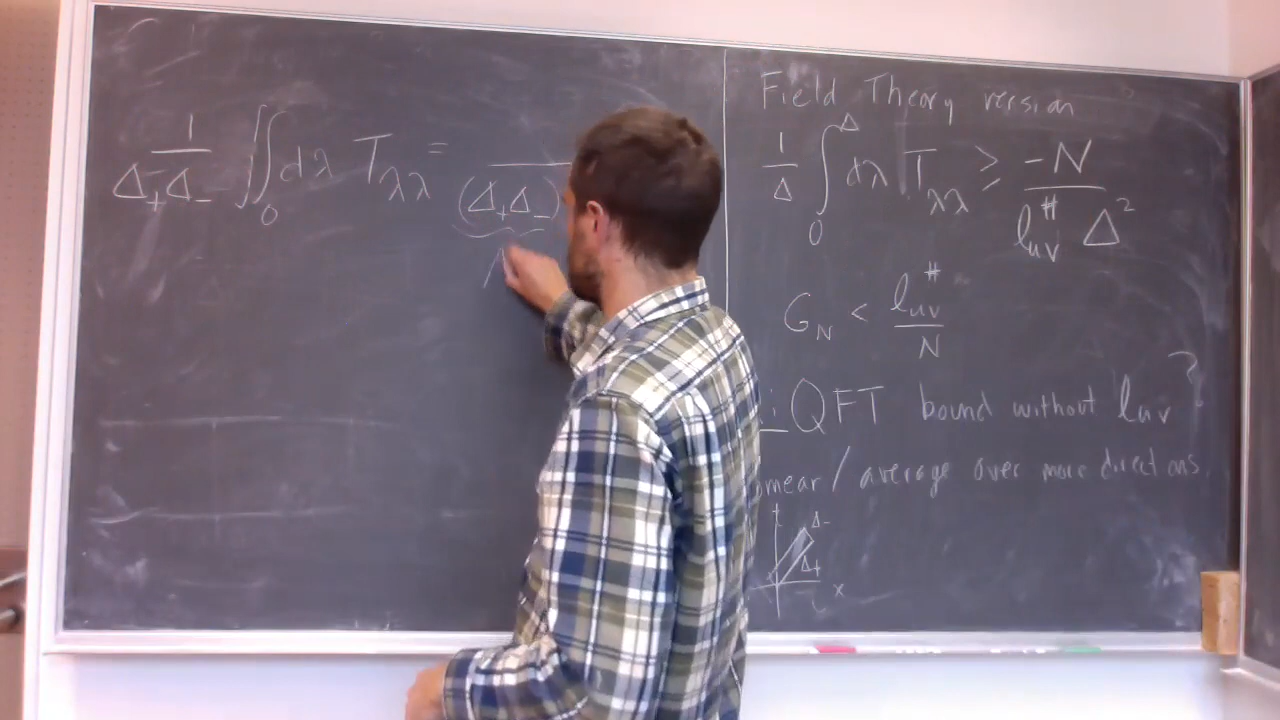 1/(Δ₊Δ₋) ∬₀ dλ T_λλ = —/(Δ₊Δ₋)
Field Theory version
1/Δ ∫₀^Δ dλ T_λλ ≥ -N/(l_uv^# Δ²)
G_N < l_uv^#/N
QFT bound without l_uv ?
smear / average over more directions.
t Δ-
Δ+
x